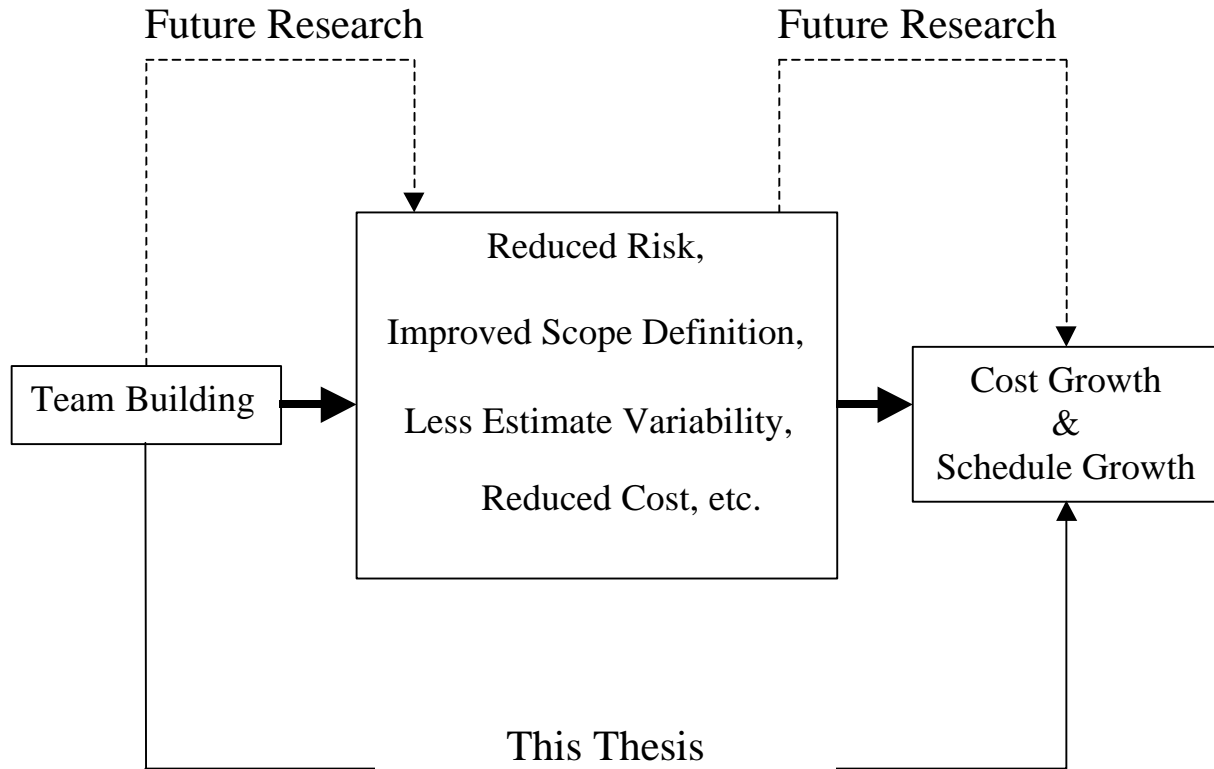 Future Research
Future Research
Reduced Risk,
Improved Scope Definition,
Less Estimate Variability,
Reduced Cost, etc.
Team Building
Cost Growth
&
Schedule Growth
This Thesis